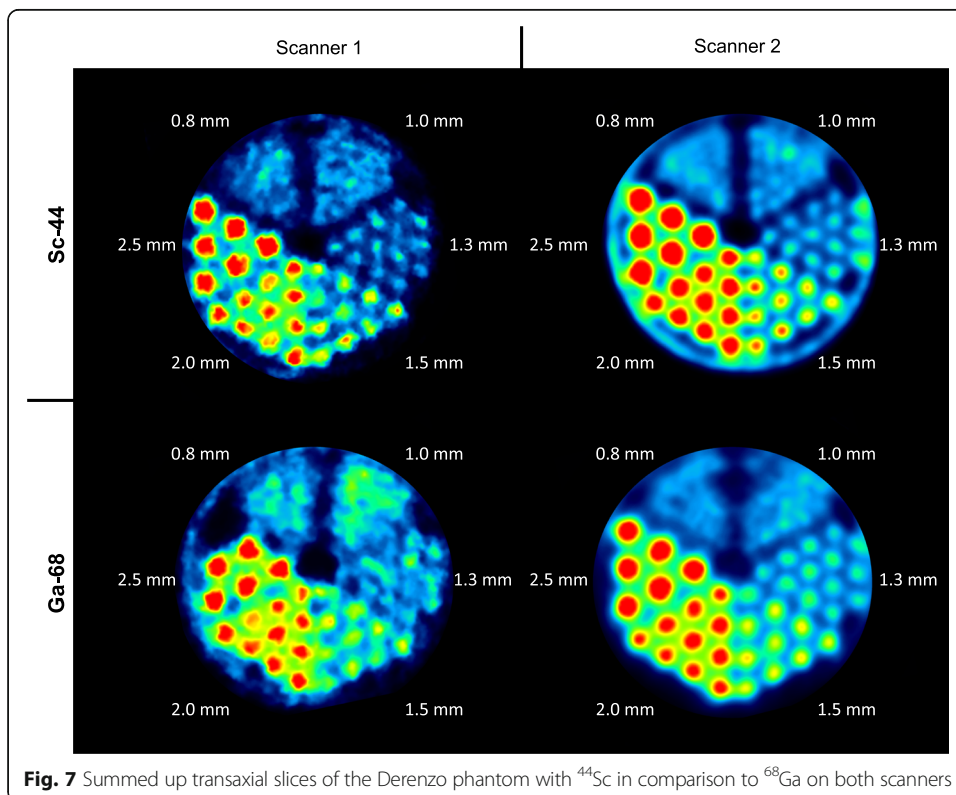 Scanner 1 Scanner 2
Sc-44
0.8 mm 1.0 mm 0.8 mm 1.0 mm
2.5 mm 1.3 mm 2.5 mm 1.3 mm
2.0 mm 1.5 mm 2.0 mm 1.5 mm
Ga-68
0.8 mm 1.0 mm 0.8 mm 1.0 mm
2.5 mm 1.3 mm 2.5 mm 1.3 mm
2.0 mm 1.5 mm 2.0 mm 1.5 mm
Fig. 7 Summed up transaxial slices of the Derenzo phantom with ⁴⁴Sc in comparison to ⁶⁸Ga on both scanners